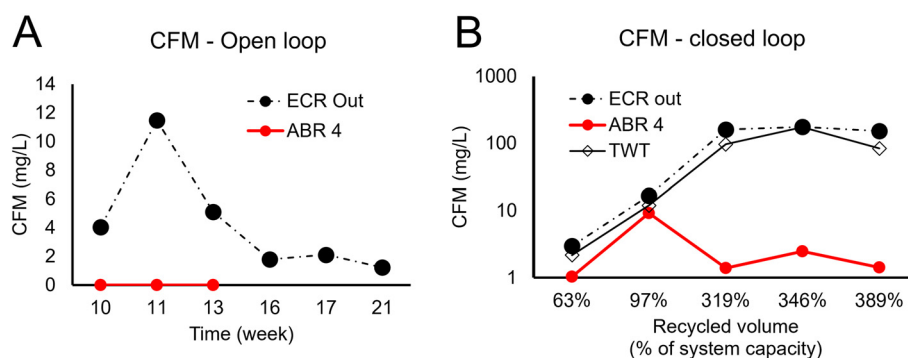 A
CFM - Open loop
14
12
10
8
6
4
2
0
CFM (mg/L)
ECR Out
ABR 4
10 11 13 16 17 21
Time (week)
B
CFM - closed loop
1000
100
10
1
CFM (mg/L)
ECR out
ABR 4
TWT
63% 97% 319% 346% 389%
Recycled volume
(% of system capacity)